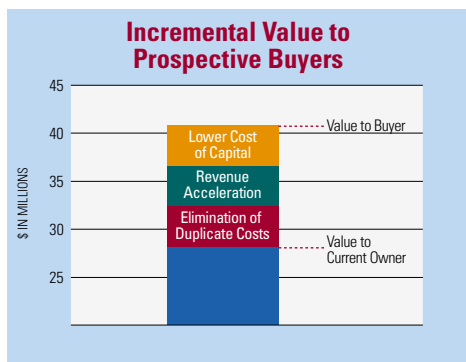 Incremental Value to
Prospective Buyers
45
40
35
30
25
$ IN MILLIONS
Value to Buyer
Lower Cost
of Capital
Revenue
Acceleration
Elimination of
Duplicate Costs
Value to
Current Owner